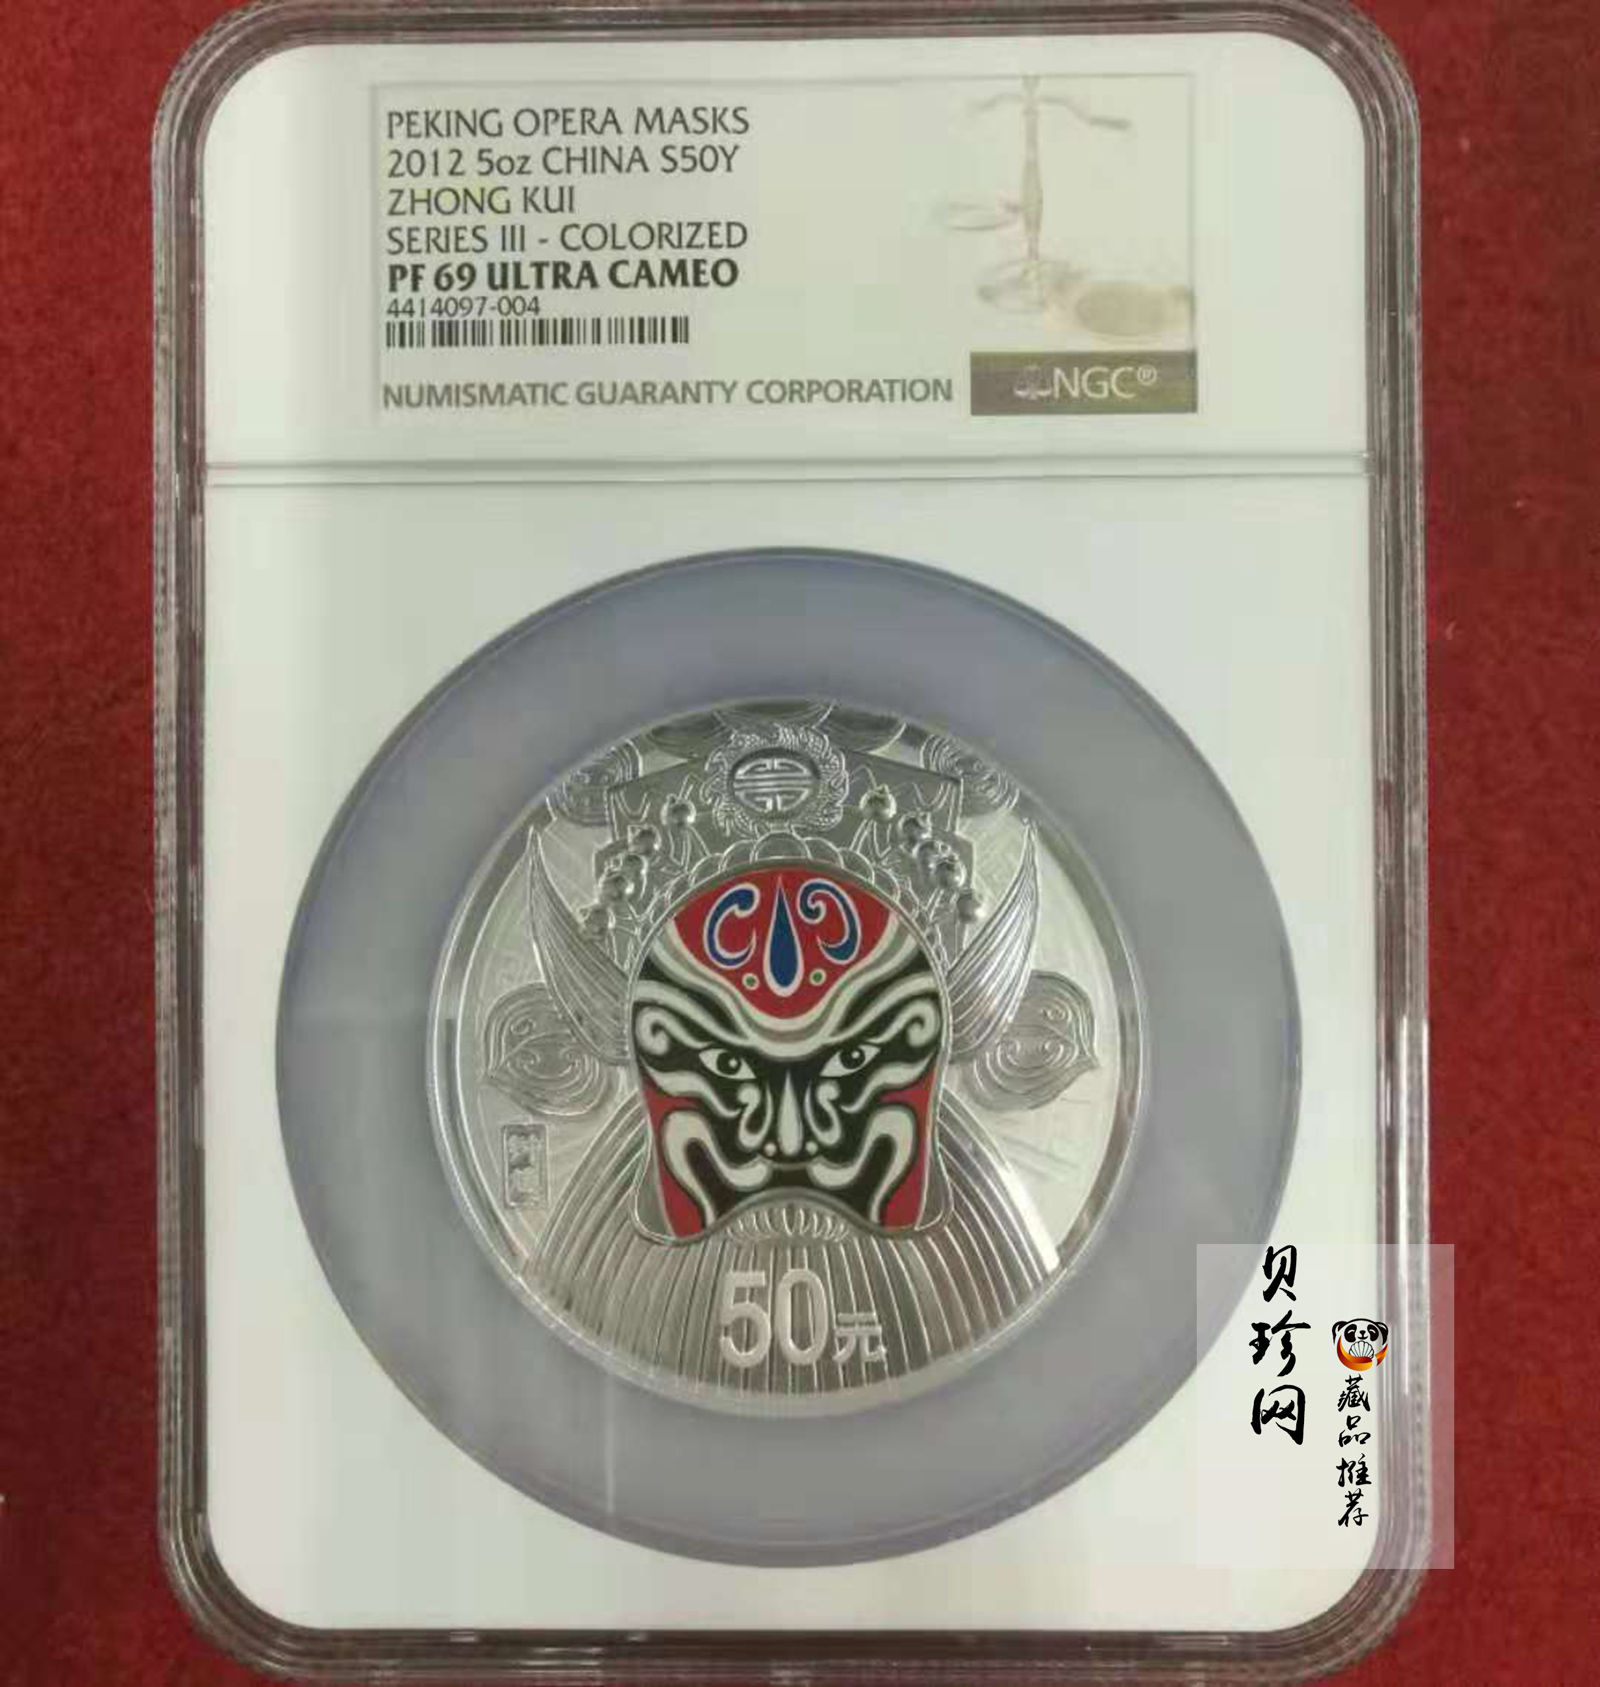 PEKING OPERA MASKS
2012 5oz CHINA S50Y
ZHONG KUI
SERIES III - COLORIZED
PF 69 ULTRA CAMEO
4414097-004
NUMISMATIC GUARANTY CORPORATION
NGC®
50元
贝珍网
藏品推荐